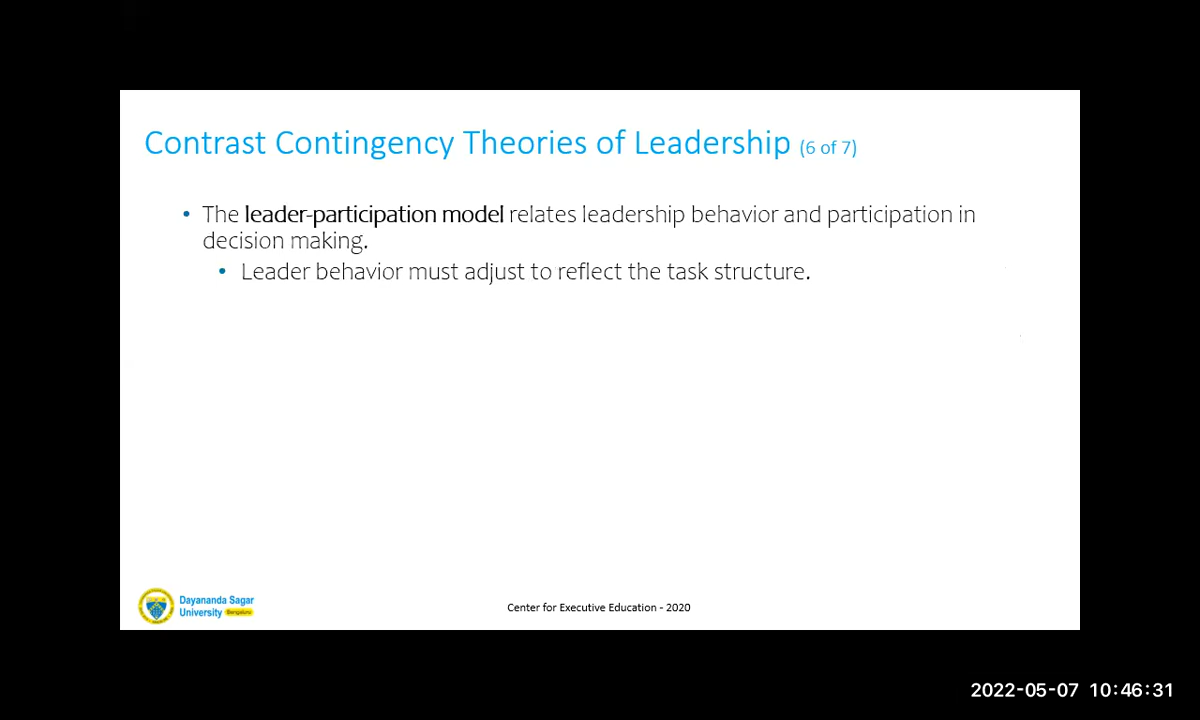 Contrast Contingency Theories of Leadership (6 of 7)
• The leader-participation model relates leadership behavior and participation in
decision making.
• Leader behavior must adjust to reflect the task structure.
Dayananda Sagar
University Bengaluru
Center for Executive Education - 2020
2022-05-07 10:46:31